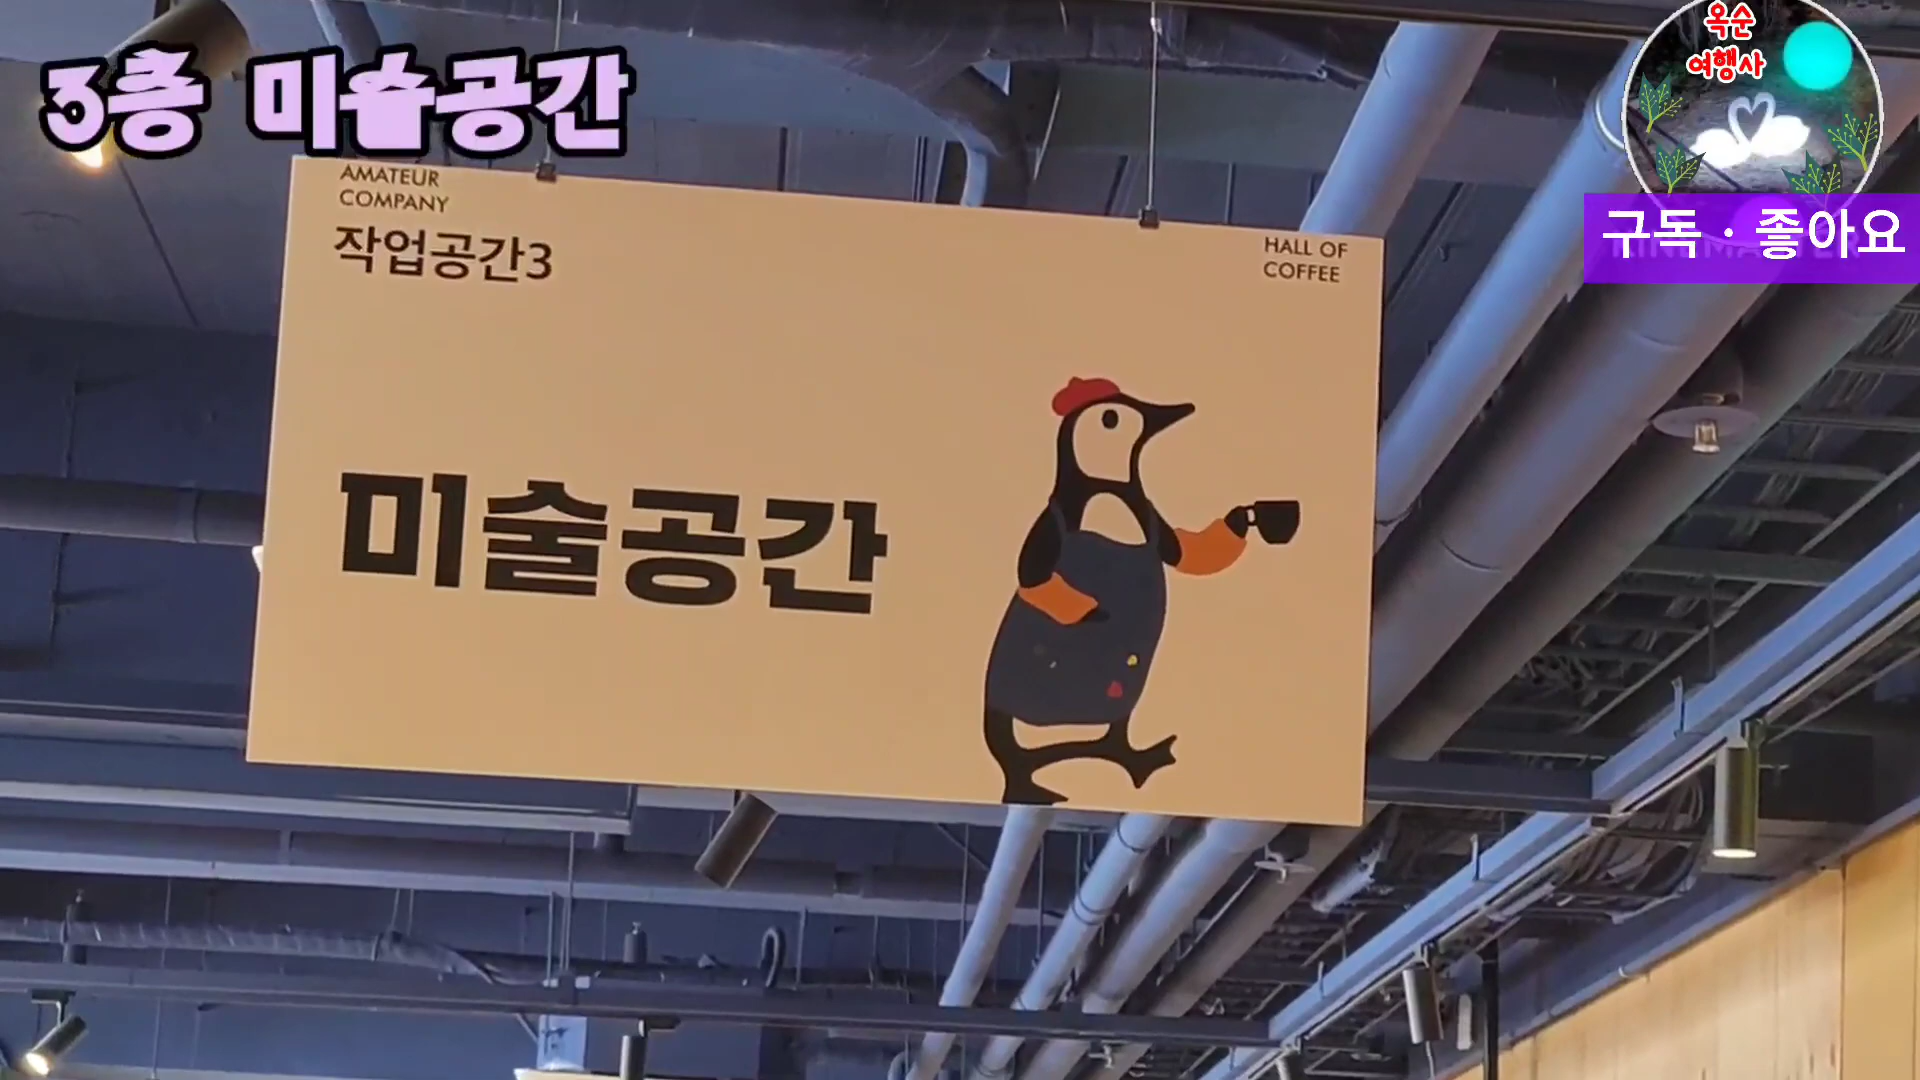 3층 미술공간
옥순
여행사
구독 · 좋아요
AMATEUR
COMPANY
작업공간3
HALL OF
COFFEE
미술공간